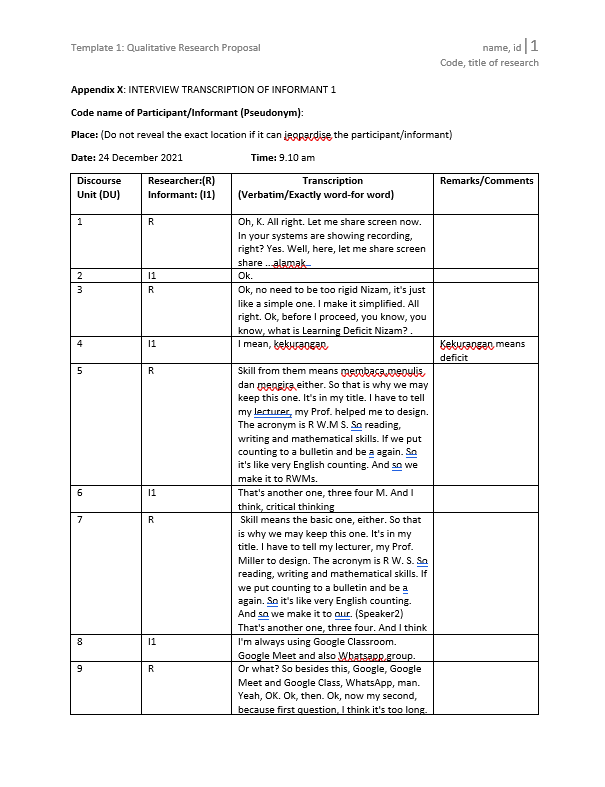 Template 1: Qualitative Research Proposal
name, id | 1
Code, title of research
Appendix X: INTERVIEW TRANSCRIPTION OF INFORMANT 1
Code name of Participant/Informant (Pseudonym):
Place: (Do not reveal the exact location if it can jeopardise the participant/informant)
Date: 24 December 2021 Time: 9.10 am
Discourse Unit (DU)
Researcher:(R)
Informant: (I1)
Transcription
(Verbatim/Exactly word-for word)
Remarks/Comments
1
R
Oh, K. All right. Let me share screen now.
In your systems are showing recording,
right? Yes. Well, here, let me share screen
share ...alamak..
2
I1
Ok.
3
R
Ok, no need to be too rigid Nizam, it's just
like a simple one. I make it simplified. All
right. Ok, before I proceed, you know, you
know, what is Learning Deficit Nizam? .
4
I1
I mean, kekurangan.
Kekurangan means
deficit
5
R
Skill from them means membaca,menulis,
dan mengira either. So that is why we may
keep this one. It's in my title. I have to tell
my lecturer, my Prof. helped me to design.
The acronym is R W.M S. So reading,
writing and mathematical skills. If we put
counting to a bulletin and be a again. So
it's like very English counting. And so we
make it to RWMs.
6
I1
That's another one, three four M. And I
think, critical thinking
7
R
Skill means the basic one, either. So that
is why we may keep this one. It's in my
title. I have to tell my lecturer, my Prof.
Miller to design. The acronym is R W. S. So
reading, writing and mathematical skills. If
we put counting to a bulletin and be a
again. So it's like very English counting.
And so we make it to our. (Speaker2)
That's another one, three four. And I think
8
I1
I'm always using Google Classroom.
Google Meet and also Whatsapp group.
9
R
Or what? So besides this, Google, Google
Meet and Google Class, WhatsApp, man.
Yeah, OK. Ok, then. Ok, now my second,
because first question, I think it's too long.